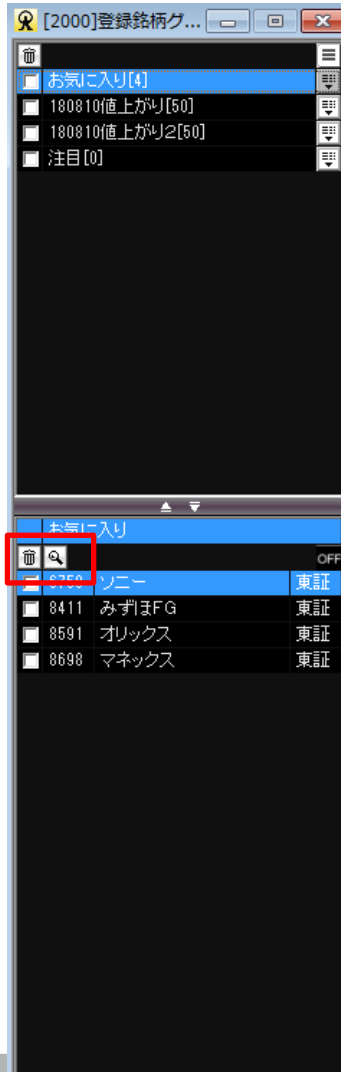 [2000]登録銘柄グ...
お気に入り[4]
180810値上がり[50]
180810値上がり2[50]
注目[0]
お気に入り
OFF
6758 ソニー 東証
8411 みずほFG 東証
8591 オリックス 東証
8698 マネックス 東証